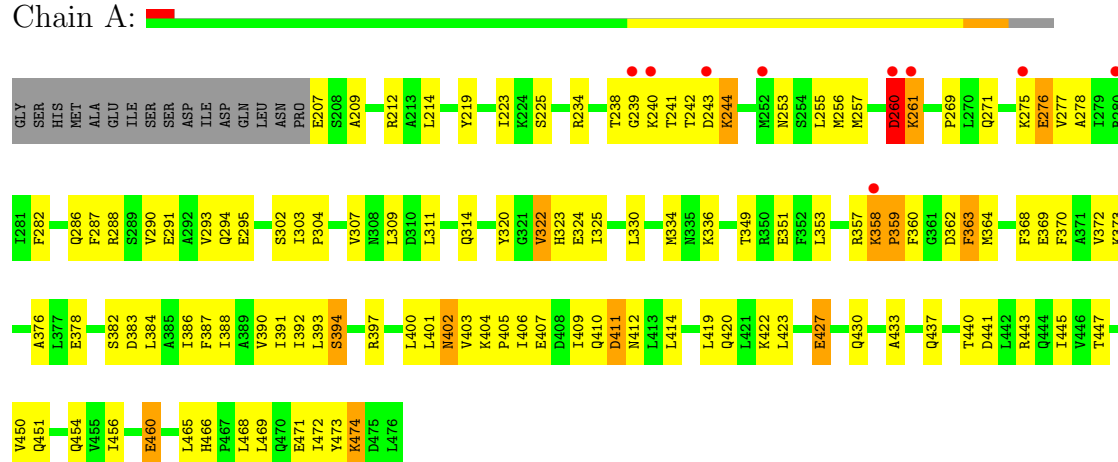 Chain A:
GLY SER HIS MET ALA GLU ILE SER SER ASP ILE ASP GLN LEU ASN PRO E207 S208 A209 R212 A213 L214 Y219 I223 K224 S225 R234 T238 G239 K240 T241 T242 D243 K244 M252 N253 S254 L255 M256 M257 D260 K261 P269 L270 Q271 K275 E276 V277 A278 I279 R280
I281 F282 Q286 F287 R288 S289 V290 E291 A292 V293 Q294 E295 S302 I303 P304 V307 N308 L309 D310 L311 Q314 Y320 G321 V322 H323 E324 I325 L330 M334 N335 K336 T349 R350 E351 F352 L353 R357 K358 P359 F360 G361 D362 F363 M364 F368 E369 F370 A371 V372 K373
A376 L377 E378 S382 D383 L384 A385 I386 F387 I388 A389 V390 I391 I392 L393 S394 R397 L400 L401 N402 V403 K404 P405 I406 E407 D408 I409 Q410 D411 N412 L413 L414 L419 Q420 L421 K422 L423 E427 Q430 A433 Q437 T440 D441 L442 R443 Q444 I445 V446 T447
V450 Q451 Q454 V455 I456 E460 L465 H466 P467 L468 L469 Q470 E471 I472 Y473 K474 D475 L476